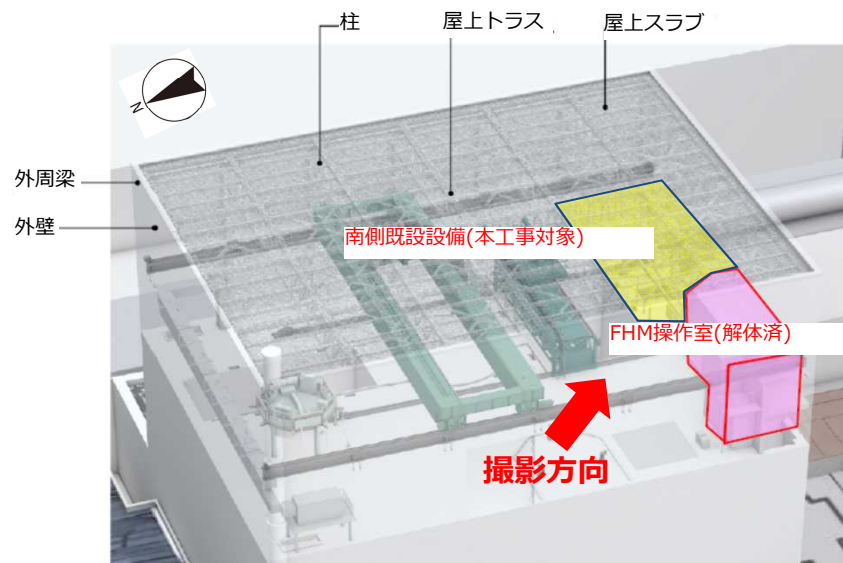 柱
屋上トラス
屋上スラブ
N
外周梁
外壁
南側既設設備(本工事対象)
FHM操作室(解体済)
撮影方向